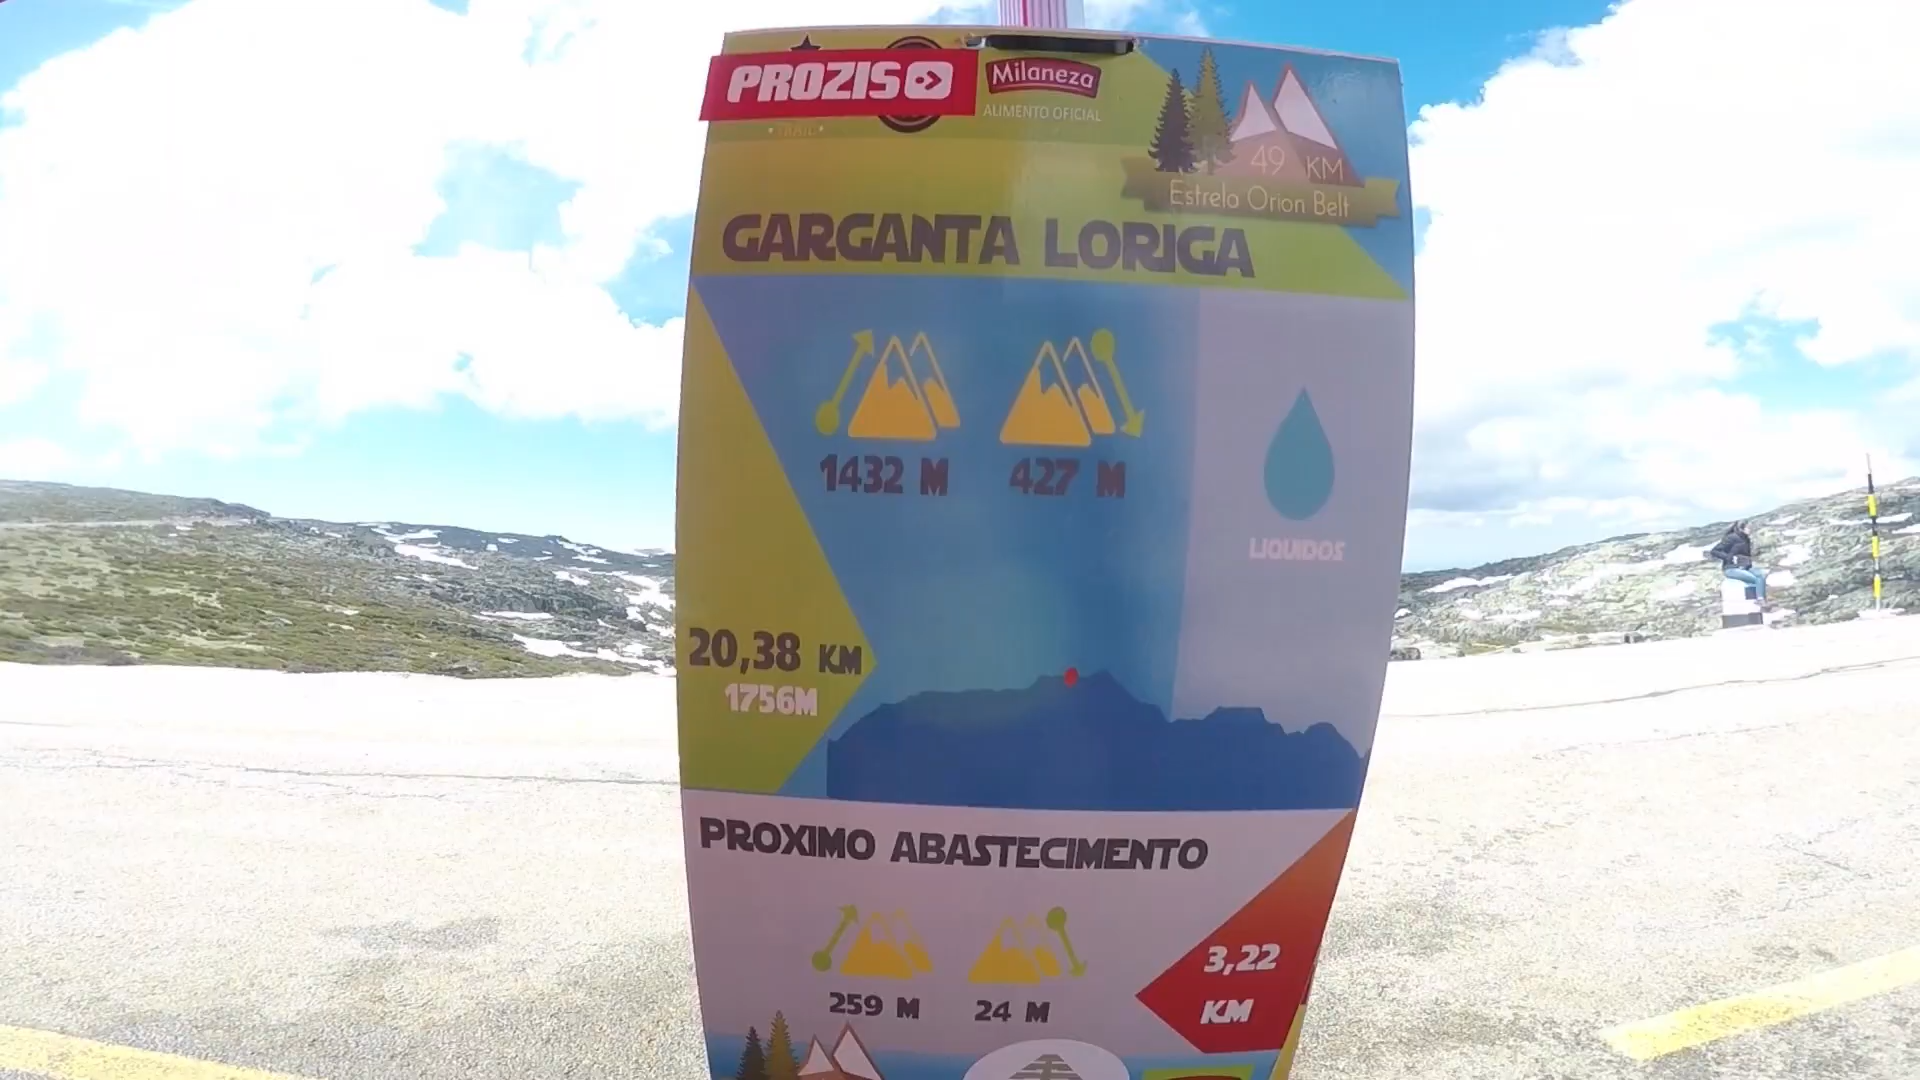 PROZIS
Milaneza
ALIMENTO OFICIAL
TRAIL
49 KM
Estrela Orion Belt
GARGANTA LORIGA
1432 M
427 M
LIQUIDOS
20,38 KM
1756M
PROXIMO ABASTECIMENTO
259 M
24 M
3,22
KM